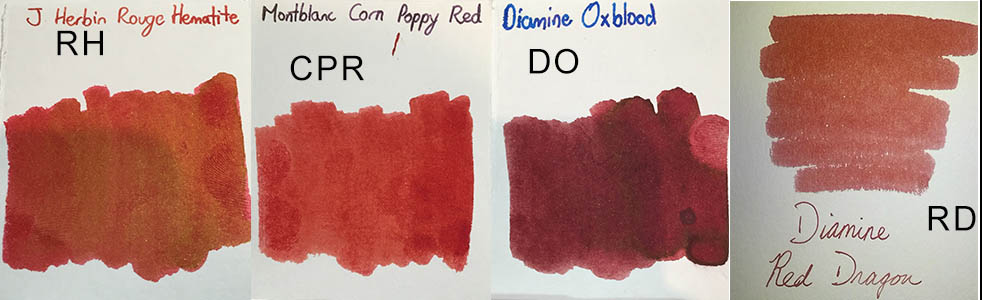 J Herbin Rouge Hematite
RH
Montblanc Corn Poppy Red
CPR
Diamine Oxblood
DO
Diamine
Red Dragon
RD